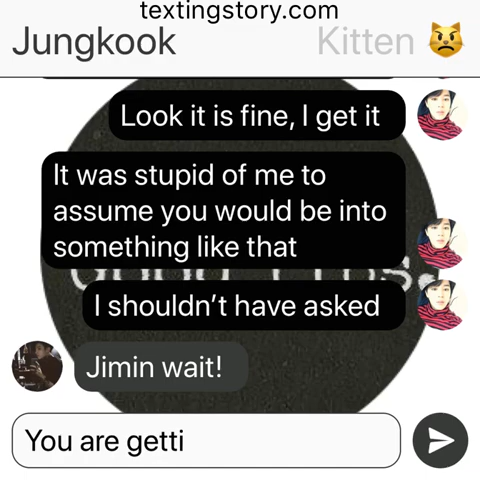 textingstory.com
Jungkook Kitten 😾
Look it is fine, I get it
It was stupid of me to
assume you would be into
something like that
I shouldn't have asked
Jimin wait!
You are getti